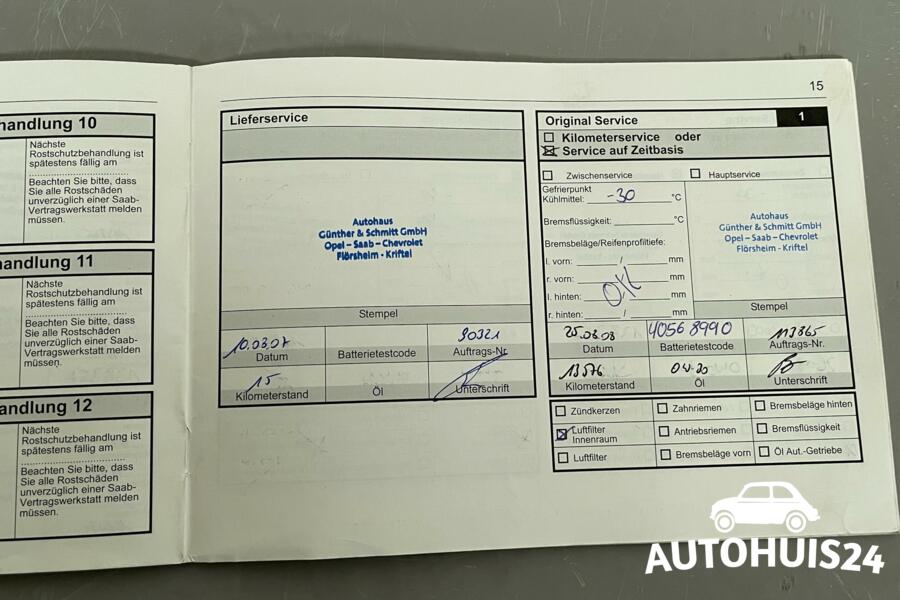 handlung 10
Nächste
Rostschutzbehandlung ist
spätestens fällig am
Beachten Sie bitte, dass
Sie alle Rostschäden
unverzüglich einer Saab-
Vertragswerkstatt melden
müssen.
handlung 11
Nächste
Rostschutzbehandlung ist
spätestens fällig am
Beachten Sie bitte, dass
Sie alle Rostschäden
unverzüglich einer Saab-
Vertragswerkstatt melden
müssen.
andlung 12
Nächste
Rostschutzbehandlung ist
spätestens fällig am
Beachten Sie bitte, dass
Sie alle Rostschäden
unverzüglich einer Saab-
Vertragswerkstatt melden
müssen.
15
Lieferservice
Autohaus
Günther & Schmitt GmbH
Opel – Saab – Chevrolet
Flörsheim - Kriftel
Stempel
10.03.07 30321
Datum Batterietestcode Auftrags-Nr.
15
Kilometerstand Öl Unterschrift
Original Service 1
Kilometerservice oder
Service auf Zeitbasis
Zwischenservice Hauptservice
Gefrierpunkt
Kühlmittel: -30 °C
Bremsflüssigkeit: °C
Bremsbeläge/Reifenprofiltiefe:
l. vorn: / mm
r. vorn: mm
l. hinten: mm
r. hinten: / mm
OK
Autohaus
Günther & Schmitt GmbH
Opel – Saab – Chevrolet
Flörsheim - Kriftel
Stempel
25.03.08 40568990 113865
Datum Batterietestcode Auftrags-Nr.
13576 04.20
Kilometerstand Öl Unterschrift
Zündkerzen Zahnriemen Bremsbeläge hinten
Luftfilter
Innenraum Antriebsriemen Bremsflüssigkeit
Luftfilter Bremsbeläge vorn Öl Aut.-Getriebe
AUTOHUIS24